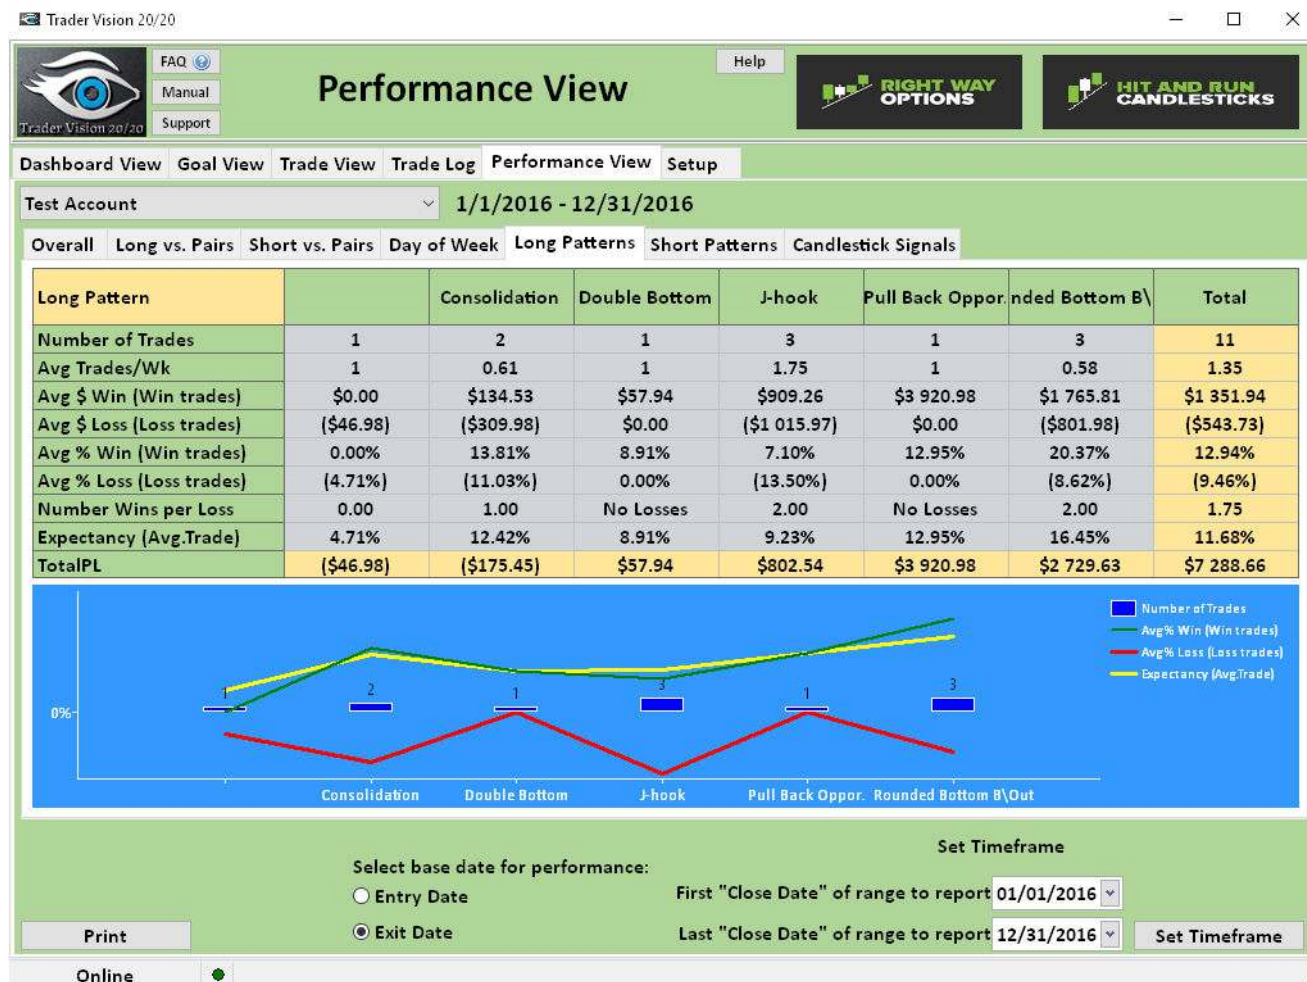 Trader Vision 20/20
FAQ
Manual
Support
Trader Vision 20/20
Performance View
Help
RIGHT WAY
OPTIONS
HIT AND RUN
CANDLESTICKS
Dashboard View Goal View Trade View Trade Log Performance View Setup
Test Account 1/1/2016 - 12/31/2016
Overall Long vs. Pairs Short vs. Pairs Day of Week Long Patterns Short Patterns Candlestick Signals
Long Pattern Consolidation Double Bottom J-hook Pull Back Oppor. nded Bottom B\ Total
Number of Trades 1 2 1 3 1 3 11
Avg Trades/Wk 1 0.61 1 1.75 1 0.58 1.35
Avg $ Win (Win trades) $0.00 $134.53 $57.94 $909.26 $3 920.98 $1 765.81 $1 351.94
Avg $ Loss (Loss trades) ($46.98) ($309.98) $0.00 ($1 015.97) $0.00 ($801.98) ($543.73)
Avg % Win (Win trades) 0.00% 13.81% 8.91% 7.10% 12.95% 20.37% 12.94%
Avg % Loss (Loss trades) (4.71%) (11.03%) 0.00% (13.50%) 0.00% (8.62%) (9.46%)
Number Wins per Loss 0.00 1.00 No Losses 2.00 No Losses 2.00 1.75
Expectancy (Avg.Trade) 4.71% 12.42% 8.91% 9.23% 12.95% 16.45% 11.68%
TotalPL ($46.98) ($175.45) $57.94 $802.54 $3 920.98 $2 729.63 $7 288.66
Number of Trades
Avg% Win (Win trades)
Avg% Loss (Loss trades)
Expectancy (Avg.Trade)
1 2 1 3 1 3
0%
Consolidation Double Bottom J-hook Pull Back Oppor. Rounded Bottom B\Out
Set Timeframe
Select base date for performance:
Entry Date
First "Close Date" of range to report 01/01/2016
Exit Date
Last "Close Date" of range to report 12/31/2016
Set Timeframe
Print
Online